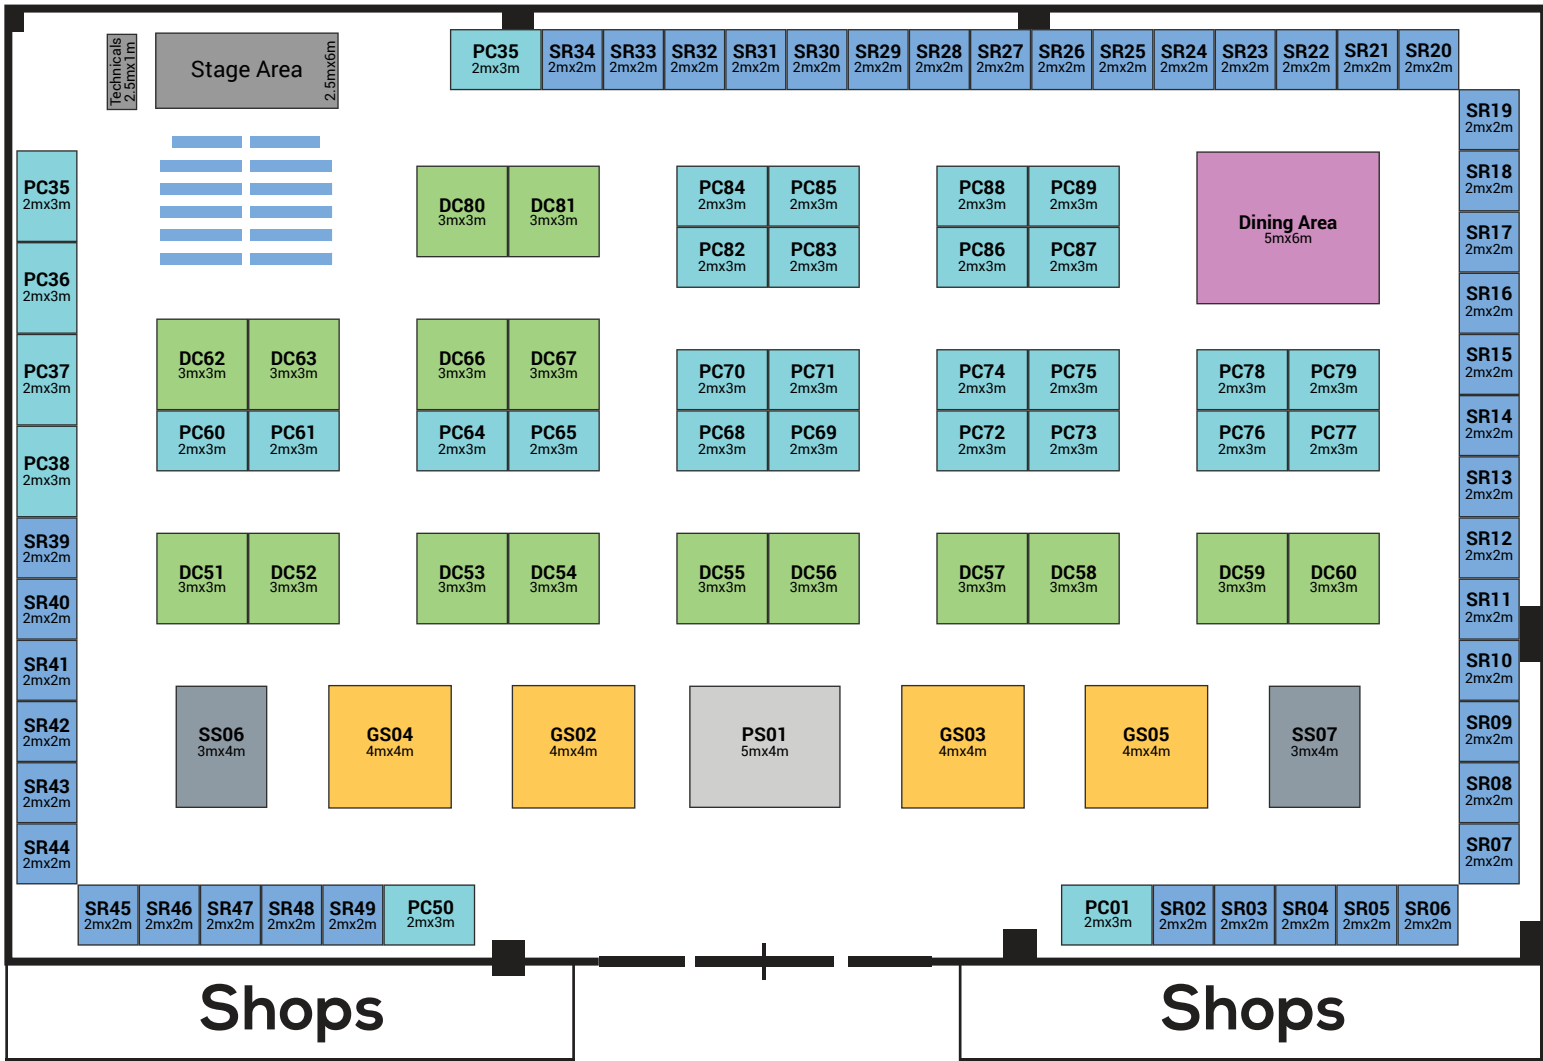 Technicals
2.5mx1m
Stage Area
2.5mx6m
PC35
2mx3m
SR34
2mx2m
SR33
2mx2m
SR32
2mx2m
SR31
2mx2m
SR30
2mx2m
SR29
2mx2m
SR28
2mx2m
SR27
2mx2m
SR26
2mx2m
SR25
2mx2m
SR24
2mx2m
SR23
2mx2m
SR22
2mx2m
SR21
2mx2m
SR20
2mx2m
SR19
2mx2m
SR18
2mx2m
SR17
2mx2m
SR16
2mx2m
SR15
2mx2m
SR14
2mx2m
SR13
2mx2m
SR12
2mx2m
SR11
2mx2m
SR10
2mx2m
SR09
2mx2m
SR08
2mx2m
SR07
2mx2m
PC35
2mx3m
PC36
2mx3m
PC37
2mx3m
PC38
2mx3m
SR39
2mx2m
SR40
2mx2m
SR41
2mx2m
SR42
2mx2m
SR43
2mx2m
SR44
2mx2m
DC80
3mx3m
DC81
3mx3m
PC84
2mx3m
PC85
2mx3m
PC82
2mx3m
PC83
2mx3m
PC88
2mx3m
PC89
2mx3m
PC86
2mx3m
PC87
2mx3m
Dining Area
5mx6m
DC62
3mx3m
DC63
3mx3m
PC60
2mx3m
PC61
2mx3m
DC66
3mx3m
DC67
3mx3m
PC64
2mx3m
PC65
2mx3m
PC70
2mx3m
PC71
2mx3m
PC68
2mx3m
PC69
2mx3m
PC74
2mx3m
PC75
2mx3m
PC72
2mx3m
PC73
2mx3m
PC78
2mx3m
PC79
2mx3m
PC76
2mx3m
PC77
2mx3m
DC51
3mx3m
DC52
3mx3m
DC53
3mx3m
DC54
3mx3m
DC55
3mx3m
DC56
3mx3m
DC57
3mx3m
DC58
3mx3m
DC59
3mx3m
DC60
3mx3m
SS06
3mx4m
GS04
4mx4m
GS02
4mx4m
PS01
5mx4m
GS03
4mx4m
GS05
4mx4m
SS07
3mx4m
SR45
2mx2m
SR46
2mx2m
SR47
2mx2m
SR48
2mx2m
SR49
2mx2m
PC50
2mx3m
PC01
2mx3m
SR02
2mx2m
SR03
2mx2m
SR04
2mx2m
SR05
2mx2m
SR06
2mx2m
Shops
Shops